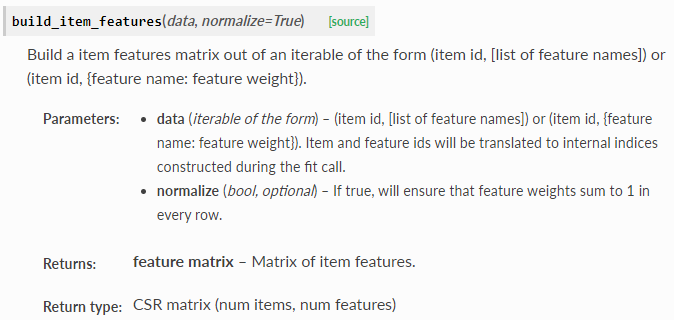 build_item_features(data, normalize=True) [source]
Build a item features matrix out of an iterable of the form (item id, [list of feature names]) or
(item id, {feature name: feature weight}).
Parameters: • data (iterable of the form) – (item id, [list of feature names]) or (item id, {feature
name: feature weight}). Item and feature ids will be translated to internal indices
constructed during the fit call.
• normalize (bool, optional) – If true, will ensure that feature weights sum to 1 in
every row.
Returns: feature matrix – Matrix of item features.
Return type: CSR matrix (num items, num features)